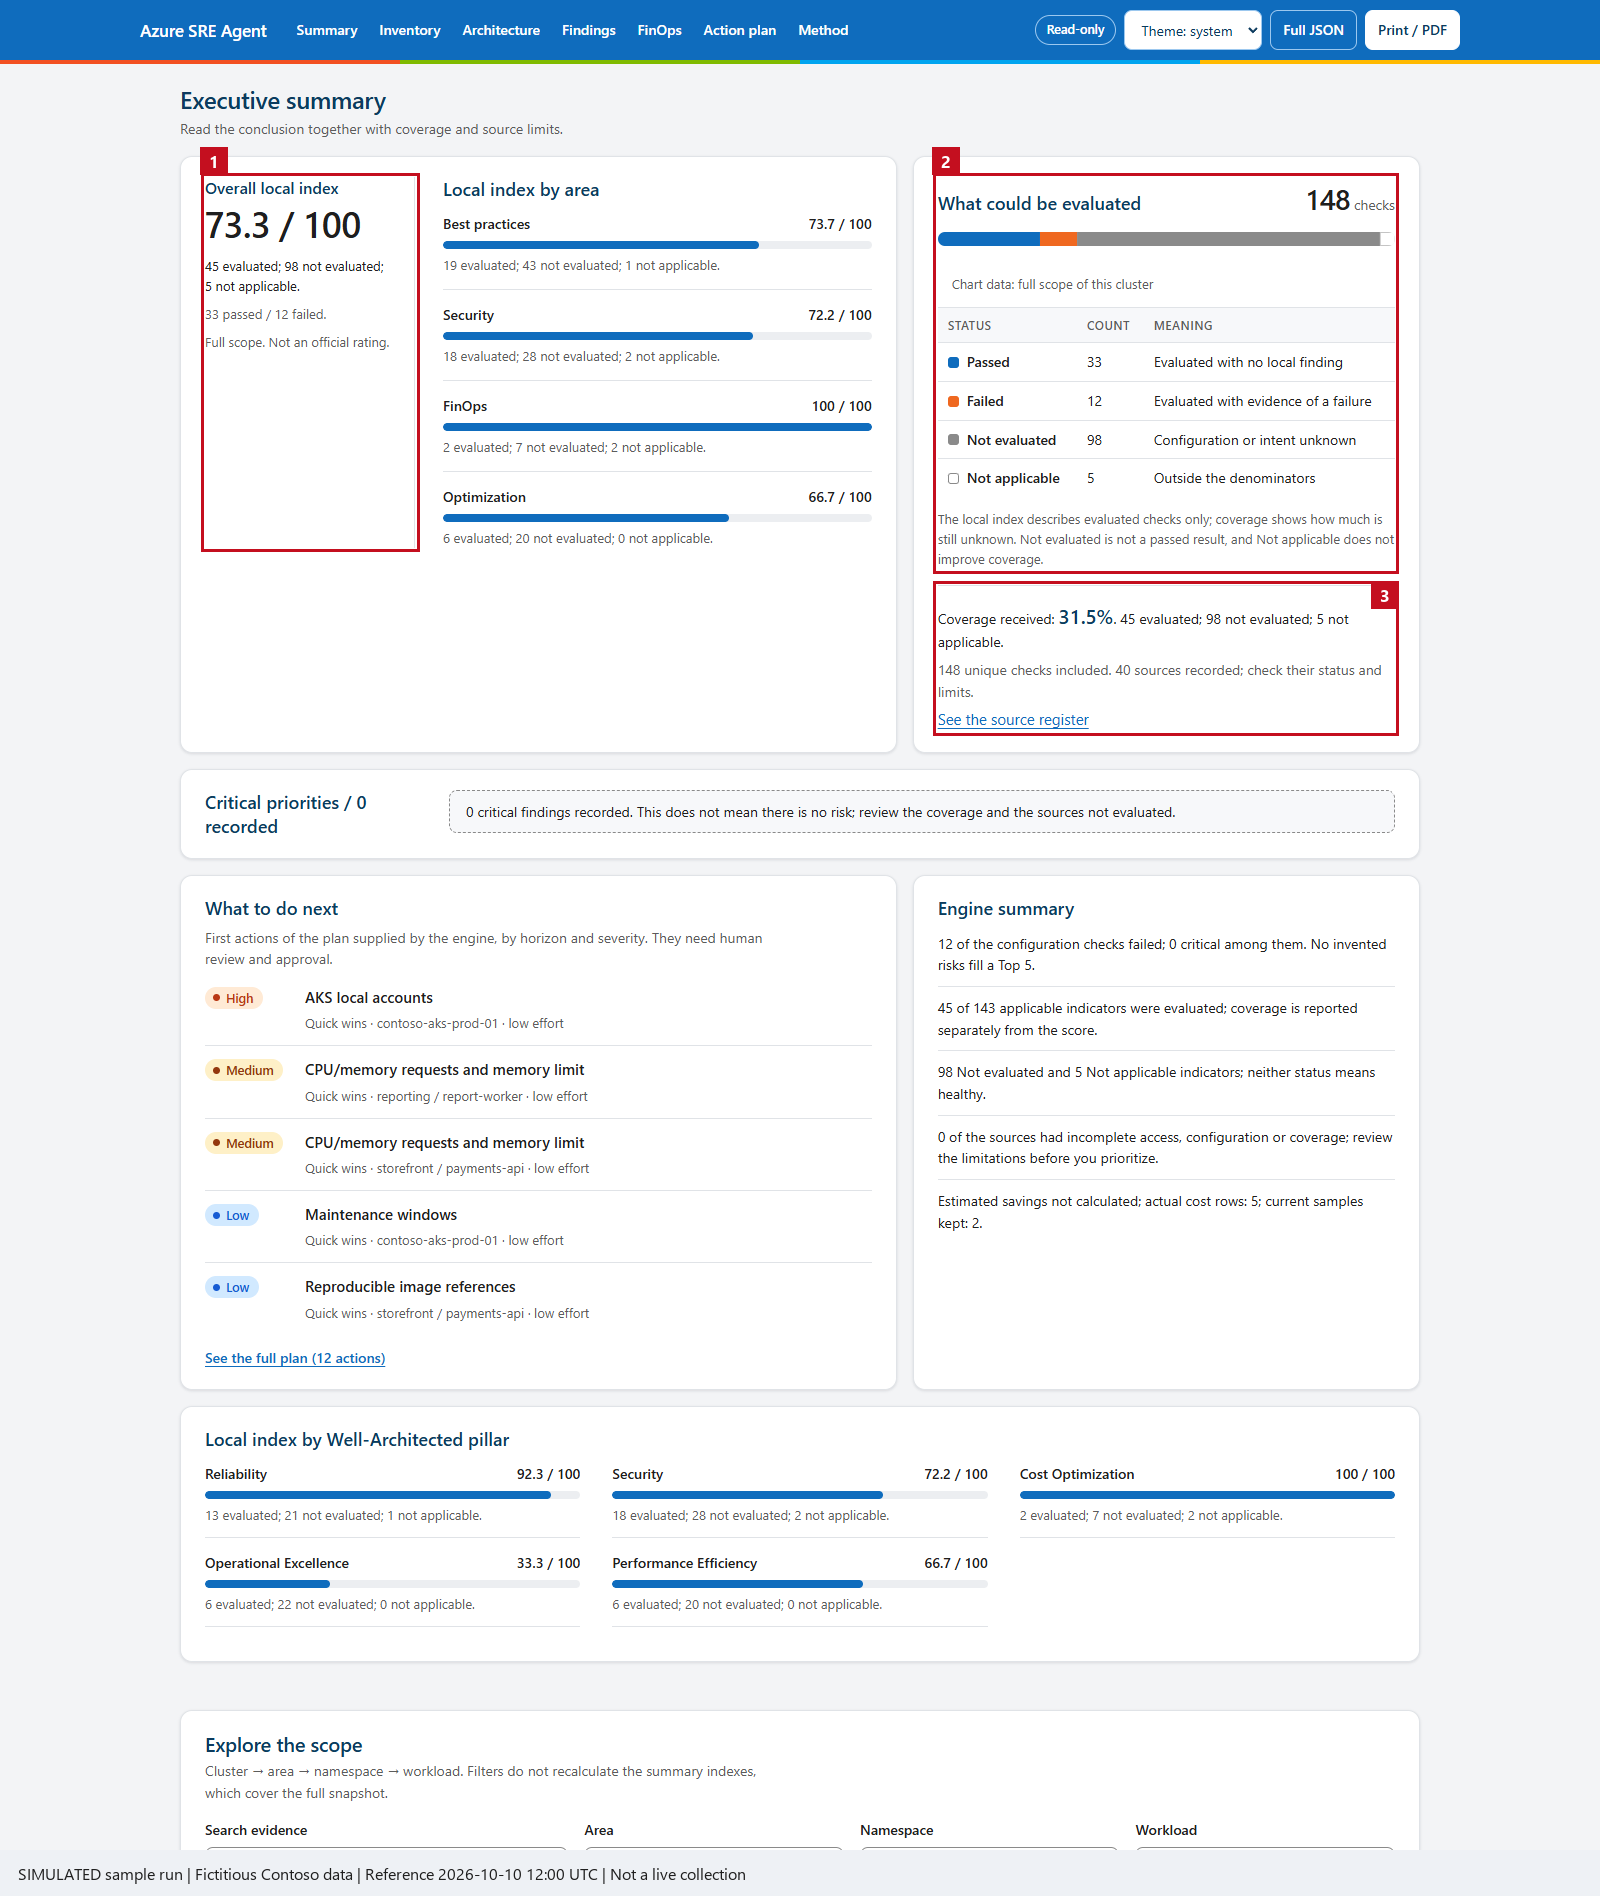 Azure SRE Agent
Summary
Inventory
Architecture
Findings
FinOps
Action plan
Method
Read-only
Theme: system
Full JSON
Print / PDF
Executive summary
Read the conclusion together with coverage and source limits.
1
Overall local index
73.3 / 100
45 evaluated; 98 not evaluated;
5 not applicable.
33 passed / 12 failed.
Full scope. Not an official rating.
Local index by area
Best practices 73.7 / 100
19 evaluated; 43 not evaluated; 1 not applicable.
Security 72.2 / 100
18 evaluated; 28 not evaluated; 2 not applicable.
FinOps 100 / 100
2 evaluated; 7 not evaluated; 2 not applicable.
Optimization 66.7 / 100
6 evaluated; 20 not evaluated; 0 not applicable.
2
What could be evaluated 148 checks
Chart data: full scope of this cluster
STATUS COUNT MEANING
Passed 33 Evaluated with no local finding
Failed 12 Evaluated with evidence of a failure
Not evaluated 98 Configuration or intent unknown
Not applicable 5 Outside the denominators
The local index describes evaluated checks only; coverage shows how much is
still unknown. Not evaluated is not a passed result, and Not applicable does not
improve coverage.
3
Coverage received: 31.5%. 45 evaluated; 98 not evaluated; 5 not
applicable.
148 unique checks included. 40 sources recorded; check their status and
limits.
See the source register
Critical priorities / 0
recorded
0 critical findings recorded. This does not mean there is no risk; review the coverage and the sources not evaluated.
What to do next
First actions of the plan supplied by the engine, by horizon and severity. They need human
review and approval.
High AKS local accounts
Quick wins · contoso-aks-prod-01 · low effort
Medium CPU/memory requests and memory limit
Quick wins · reporting / report-worker · low effort
Medium CPU/memory requests and memory limit
Quick wins · storefront / payments-api · low effort
Low Maintenance windows
Quick wins · contoso-aks-prod-01 · low effort
Low Reproducible image references
Quick wins · storefront / payments-api · low effort
See the full plan (12 actions)
Engine summary
12 of the configuration checks failed; 0 critical among them. No invented
risks fill a Top 5.
45 of 143 applicable indicators were evaluated; coverage is reported
separately from the score.
98 Not evaluated and 5 Not applicable indicators; neither status means
healthy.
0 of the sources had incomplete access, configuration or coverage; review
the limitations before you prioritize.
Estimated savings not calculated; actual cost rows: 5; current samples
kept: 2.
Local index by Well-Architected pillar
Reliability 92.3 / 100
13 evaluated; 21 not evaluated; 1 not applicable.
Security 72.2 / 100
18 evaluated; 28 not evaluated; 2 not applicable.
Cost Optimization 100 / 100
2 evaluated; 7 not evaluated; 2 not applicable.
Operational Excellence 33.3 / 100
6 evaluated; 22 not evaluated; 0 not applicable.
Performance Efficiency 66.7 / 100
6 evaluated; 20 not evaluated; 0 not applicable.
Explore the scope
Cluster → area → namespace → workload. Filters do not recalculate the summary indexes,
which cover the full snapshot.
Search evidence
Area
Namespace
Workload
SIMULATED sample run | Fictitious Contoso data | Reference 2026-10-10 12:00 UTC | Not a live collection